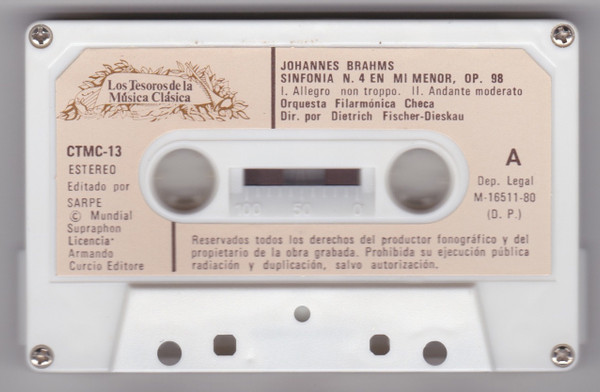 Los Tesoros de la
Música Clásica
JOHANNES BRAHMS
SINFONIA N. 4 EN MI MENOR, OP. 98
I. Allegro non troppo. II. Andante moderato
Orquesta Filarmónica Checa
Dir. por Dietrich Fischer-Dieskau
CTMC-13
ESTEREO
Editado por
SARPE
© Mundial
Supraphon
Licencia-
Armando
Curcio Editore
A
Dep. Legal
M-16511-80
(D. P.)
100 50 0
Reservados todos los derechos del productor fonográfico y del
propietario de la obra grabada. Prohibida su ejecución pública
radiación y duplicación, salvo autorización.